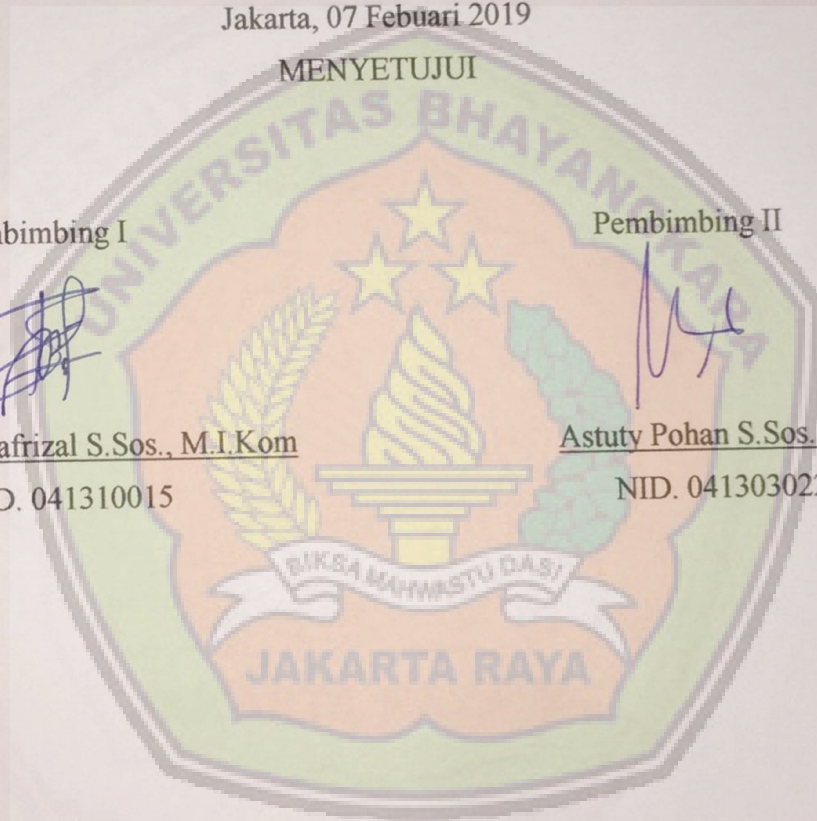 Jakarta, 07 Febuari 2019
MENYETUJUI
UNIVERSITAS BHAYANGKARA
bimbing I
Pembimbing II
afrizal S.Sos., M.I.Kom
Astuty Pohan S.Sos.
D. 041310015
NID. 04130302
BIKSA MAHWASTU DASI
JAKARTA RAYA